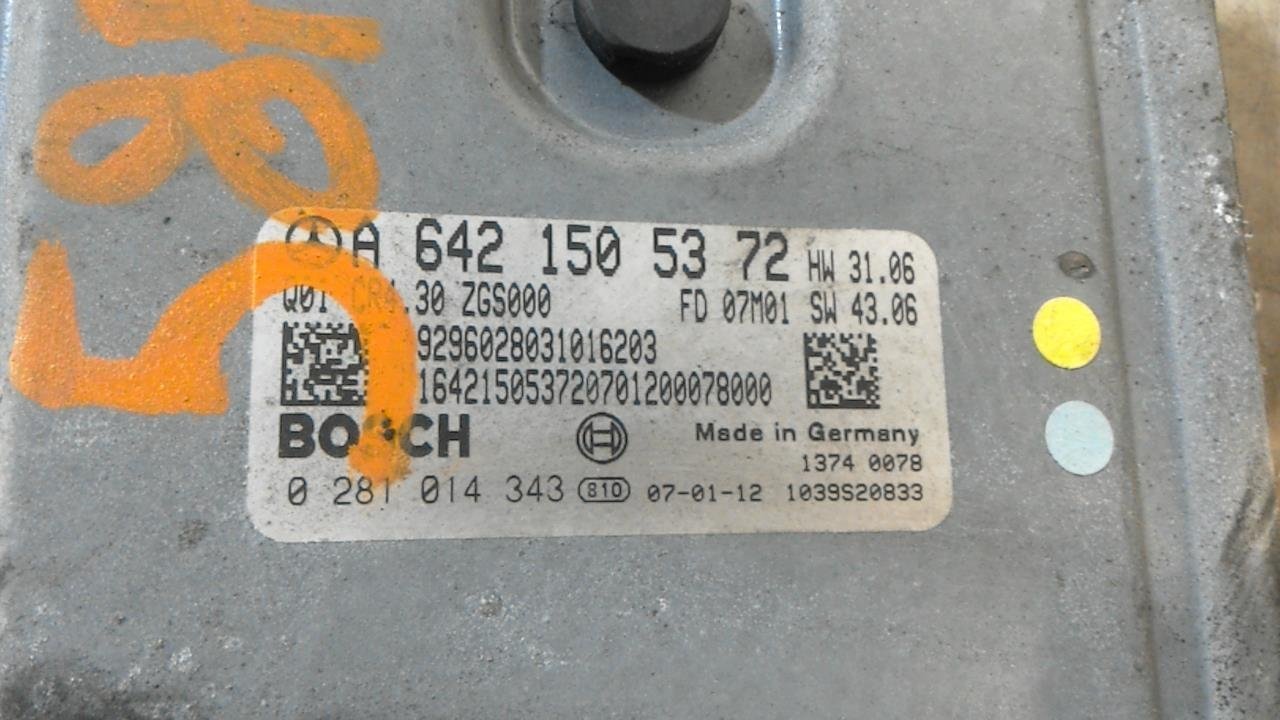 A 642 150 53 72 HW 31.06
Q01 CR4.30 ZGS000 FD 07M01 SW 43.06
9296028031016203
164215053720701200078000
BOSCH Made in Germany
1374 0078
0 281 014 343 810 07-01-12 1039S20833